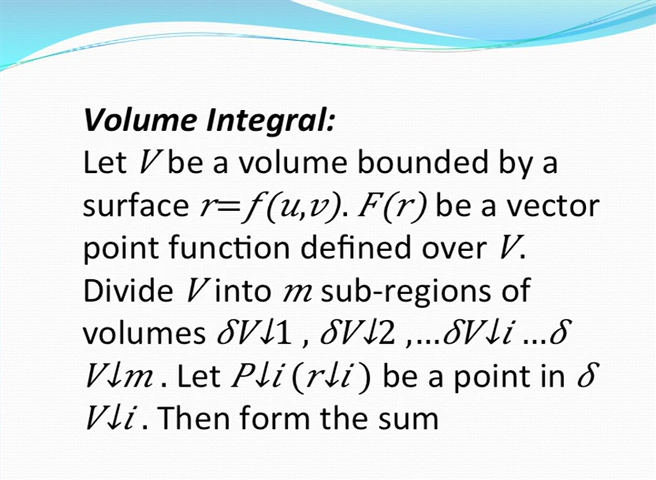 Volume Integral:
Let V be a volume bounded by a
surface r=f(u,v). F(r) be a vector
point function defined over V.
Divide V into m sub-regions of
volumes δV↓1 , δV↓2 ,...δV↓i ...δ
V↓m . Let P↓i (r↓i ) be a point in δ
V↓i . Then form the sum